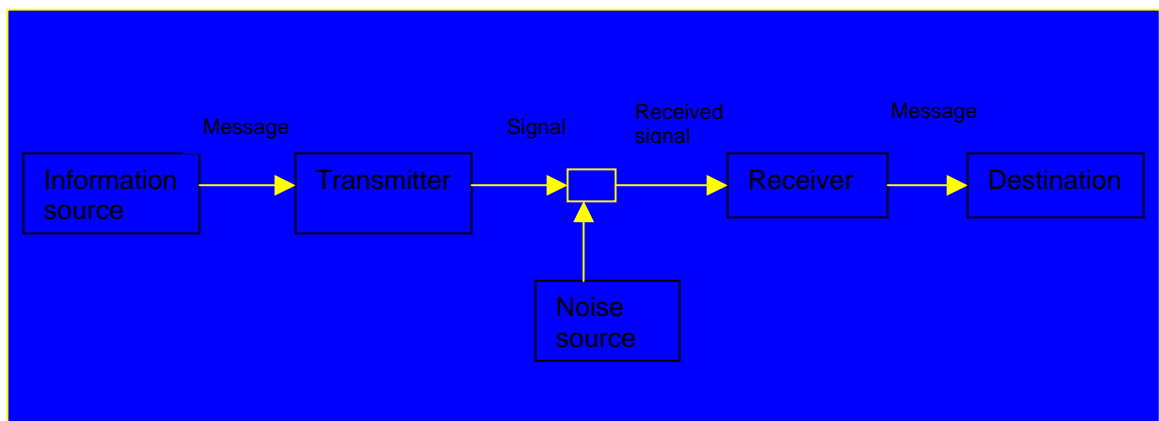 Message
Signal
Received
signal
Message
Information
source
Transmitter
Receiver
Destination
Noise
source